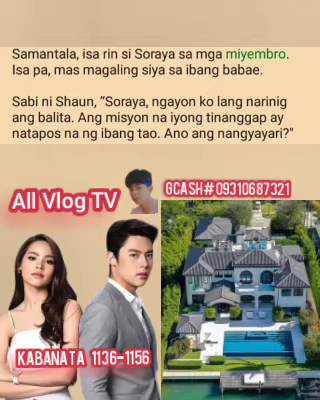 Samantala, isa rin si Soraya sa mga miyembro.
Isa pa, mas magaling siya sa ibang babae.
Sabi ni Shaun, “Soraya, ngayon ko lang narinig
ang balita. Ang misyon na iyong tinanggap ay
natapos na ng ibang tao. Ano ang nangyayari?"
GCASH#09310687321
All Vlog TV
KABANATA 1136-1156